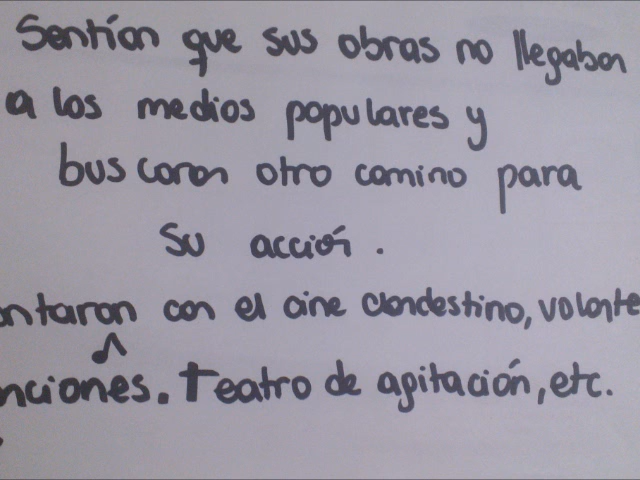 Sentían que sus obras no llegaban
a los medios populares y
buscaron otro camino para
su acción.
ntaron con el cine clandestino, volante
nciones. Teatro de agitación, etc.